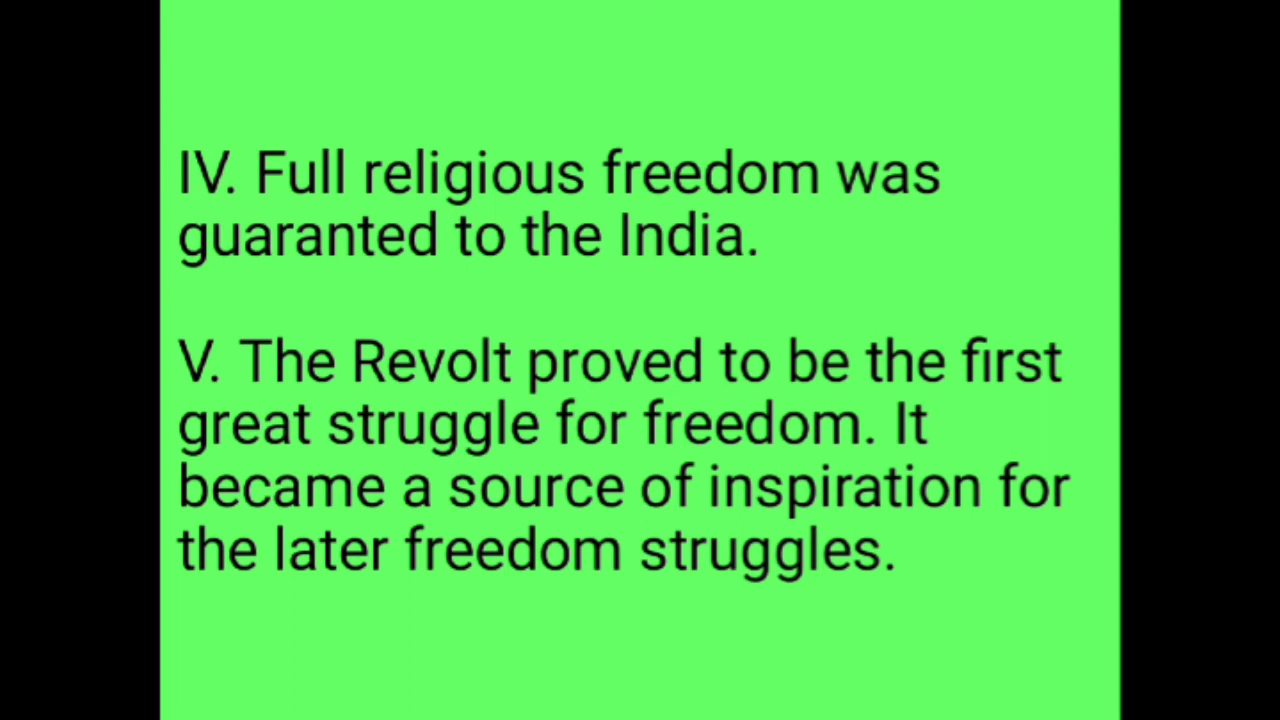 IV. Full religious freedom was
guaranted to the India.
V. The Revolt proved to be the first
great struggle for freedom. It
became a source of inspiration for
the later freedom struggles.